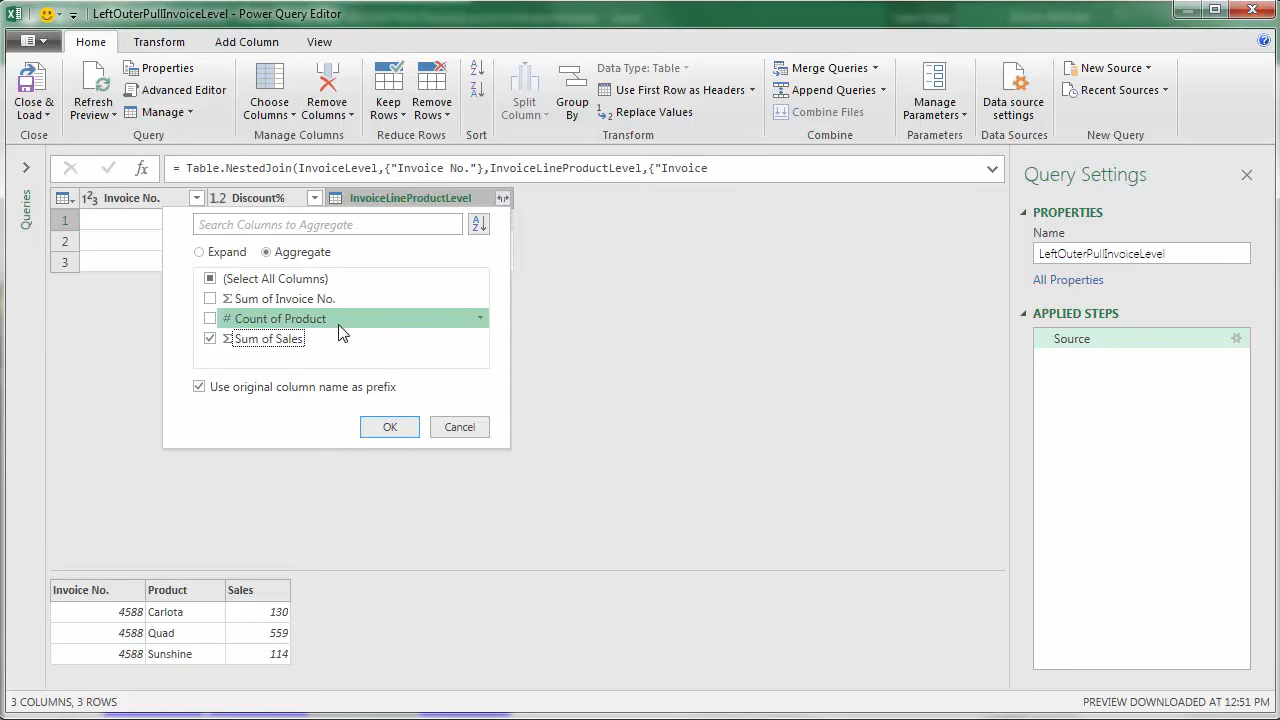 LeftOuterPullInvoiceLevel - Power Query Editor
Home Transform Add Column View
Close & Load
Close
Refresh Preview
Properties
Advanced Editor
Manage
Query
Choose Columns
Remove Columns
Manage Columns
Keep Rows
Remove Rows
Reduce Rows
Sort
Split Column
Group By
Data Type: Table
Use First Row as Headers
Replace Values
Transform
Merge Queries
Append Queries
Combine Files
Combine
Manage Parameters
Parameters
Data source settings
Data Sources
New Source
Recent Sources
New Query
Queries
fx = Table.NestedJoin(InvoiceLevel,{"Invoice No."},InvoiceLineProductLevel,{"Invoice
1 2 3 Invoice No. 1.2 Discount% InvoiceLineProductLevel
1
2
3
Search Columns to Aggregate
Expand Aggregate
(Select All Columns)
Σ Sum of Invoice No.
# Count of Product
Σ Sum of Sales
Use original column name as prefix
OK Cancel
Invoice No. Product Sales
4588 Carlota 130
4588 Quad 559
4588 Sunshine 114
Query Settings
PROPERTIES
Name
LeftOuterPullInvoiceLevel
All Properties
APPLIED STEPS
Source
3 COLUMNS, 3 ROWS
PREVIEW DOWNLOADED AT 12:51 PM